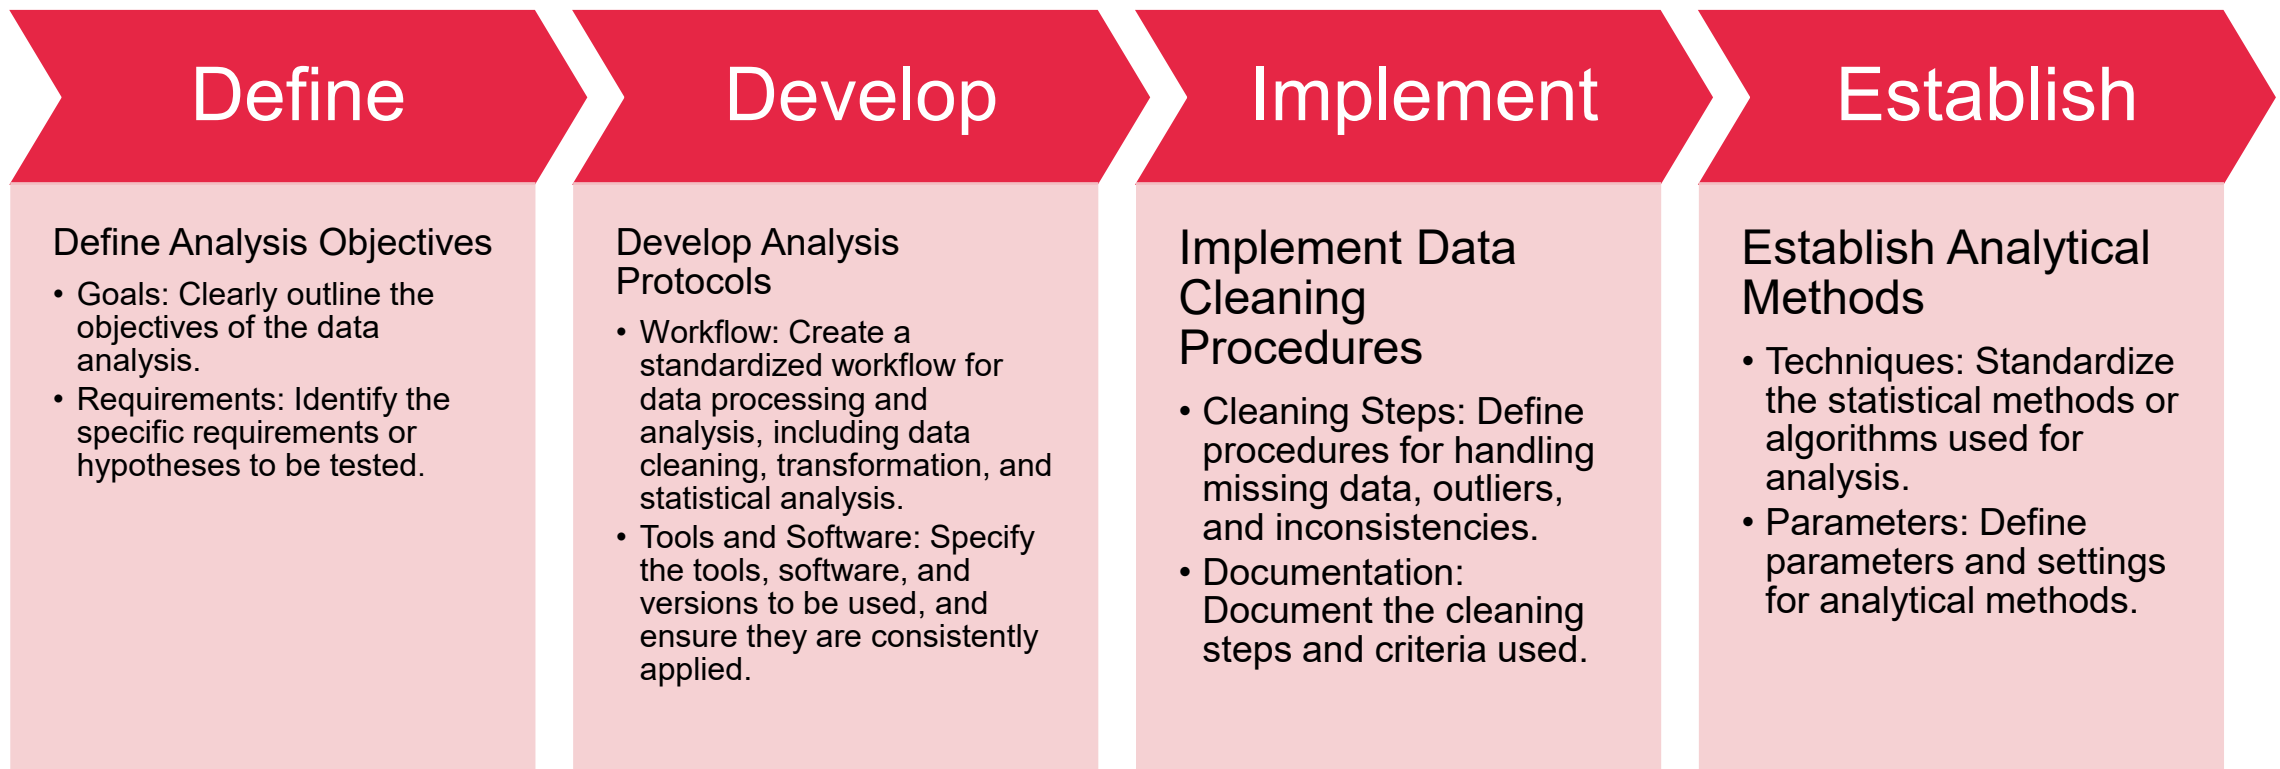 Define
Define Analysis Objectives
• Goals: Clearly outline the
objectives of the data
analysis.
• Requirements: Identify the
specific requirements or
hypotheses to be tested.
Develop
Develop Analysis
Protocols
• Workflow: Create a
standardized workflow for
data processing and
analysis, including data
cleaning, transformation, and
statistical analysis.
• Tools and Software: Specify
the tools, software, and
versions to be used, and
ensure they are consistently
applied.
Implement
Implement Data
Cleaning
Procedures
• Cleaning Steps: Define
procedures for handling
missing data, outliers,
and inconsistencies.
• Documentation:
Document the cleaning
steps and criteria used.
Establish
Establish Analytical
Methods
• Techniques: Standardize
the statistical methods or
algorithms used for
analysis.
• Parameters: Define
parameters and settings
for analytical methods.